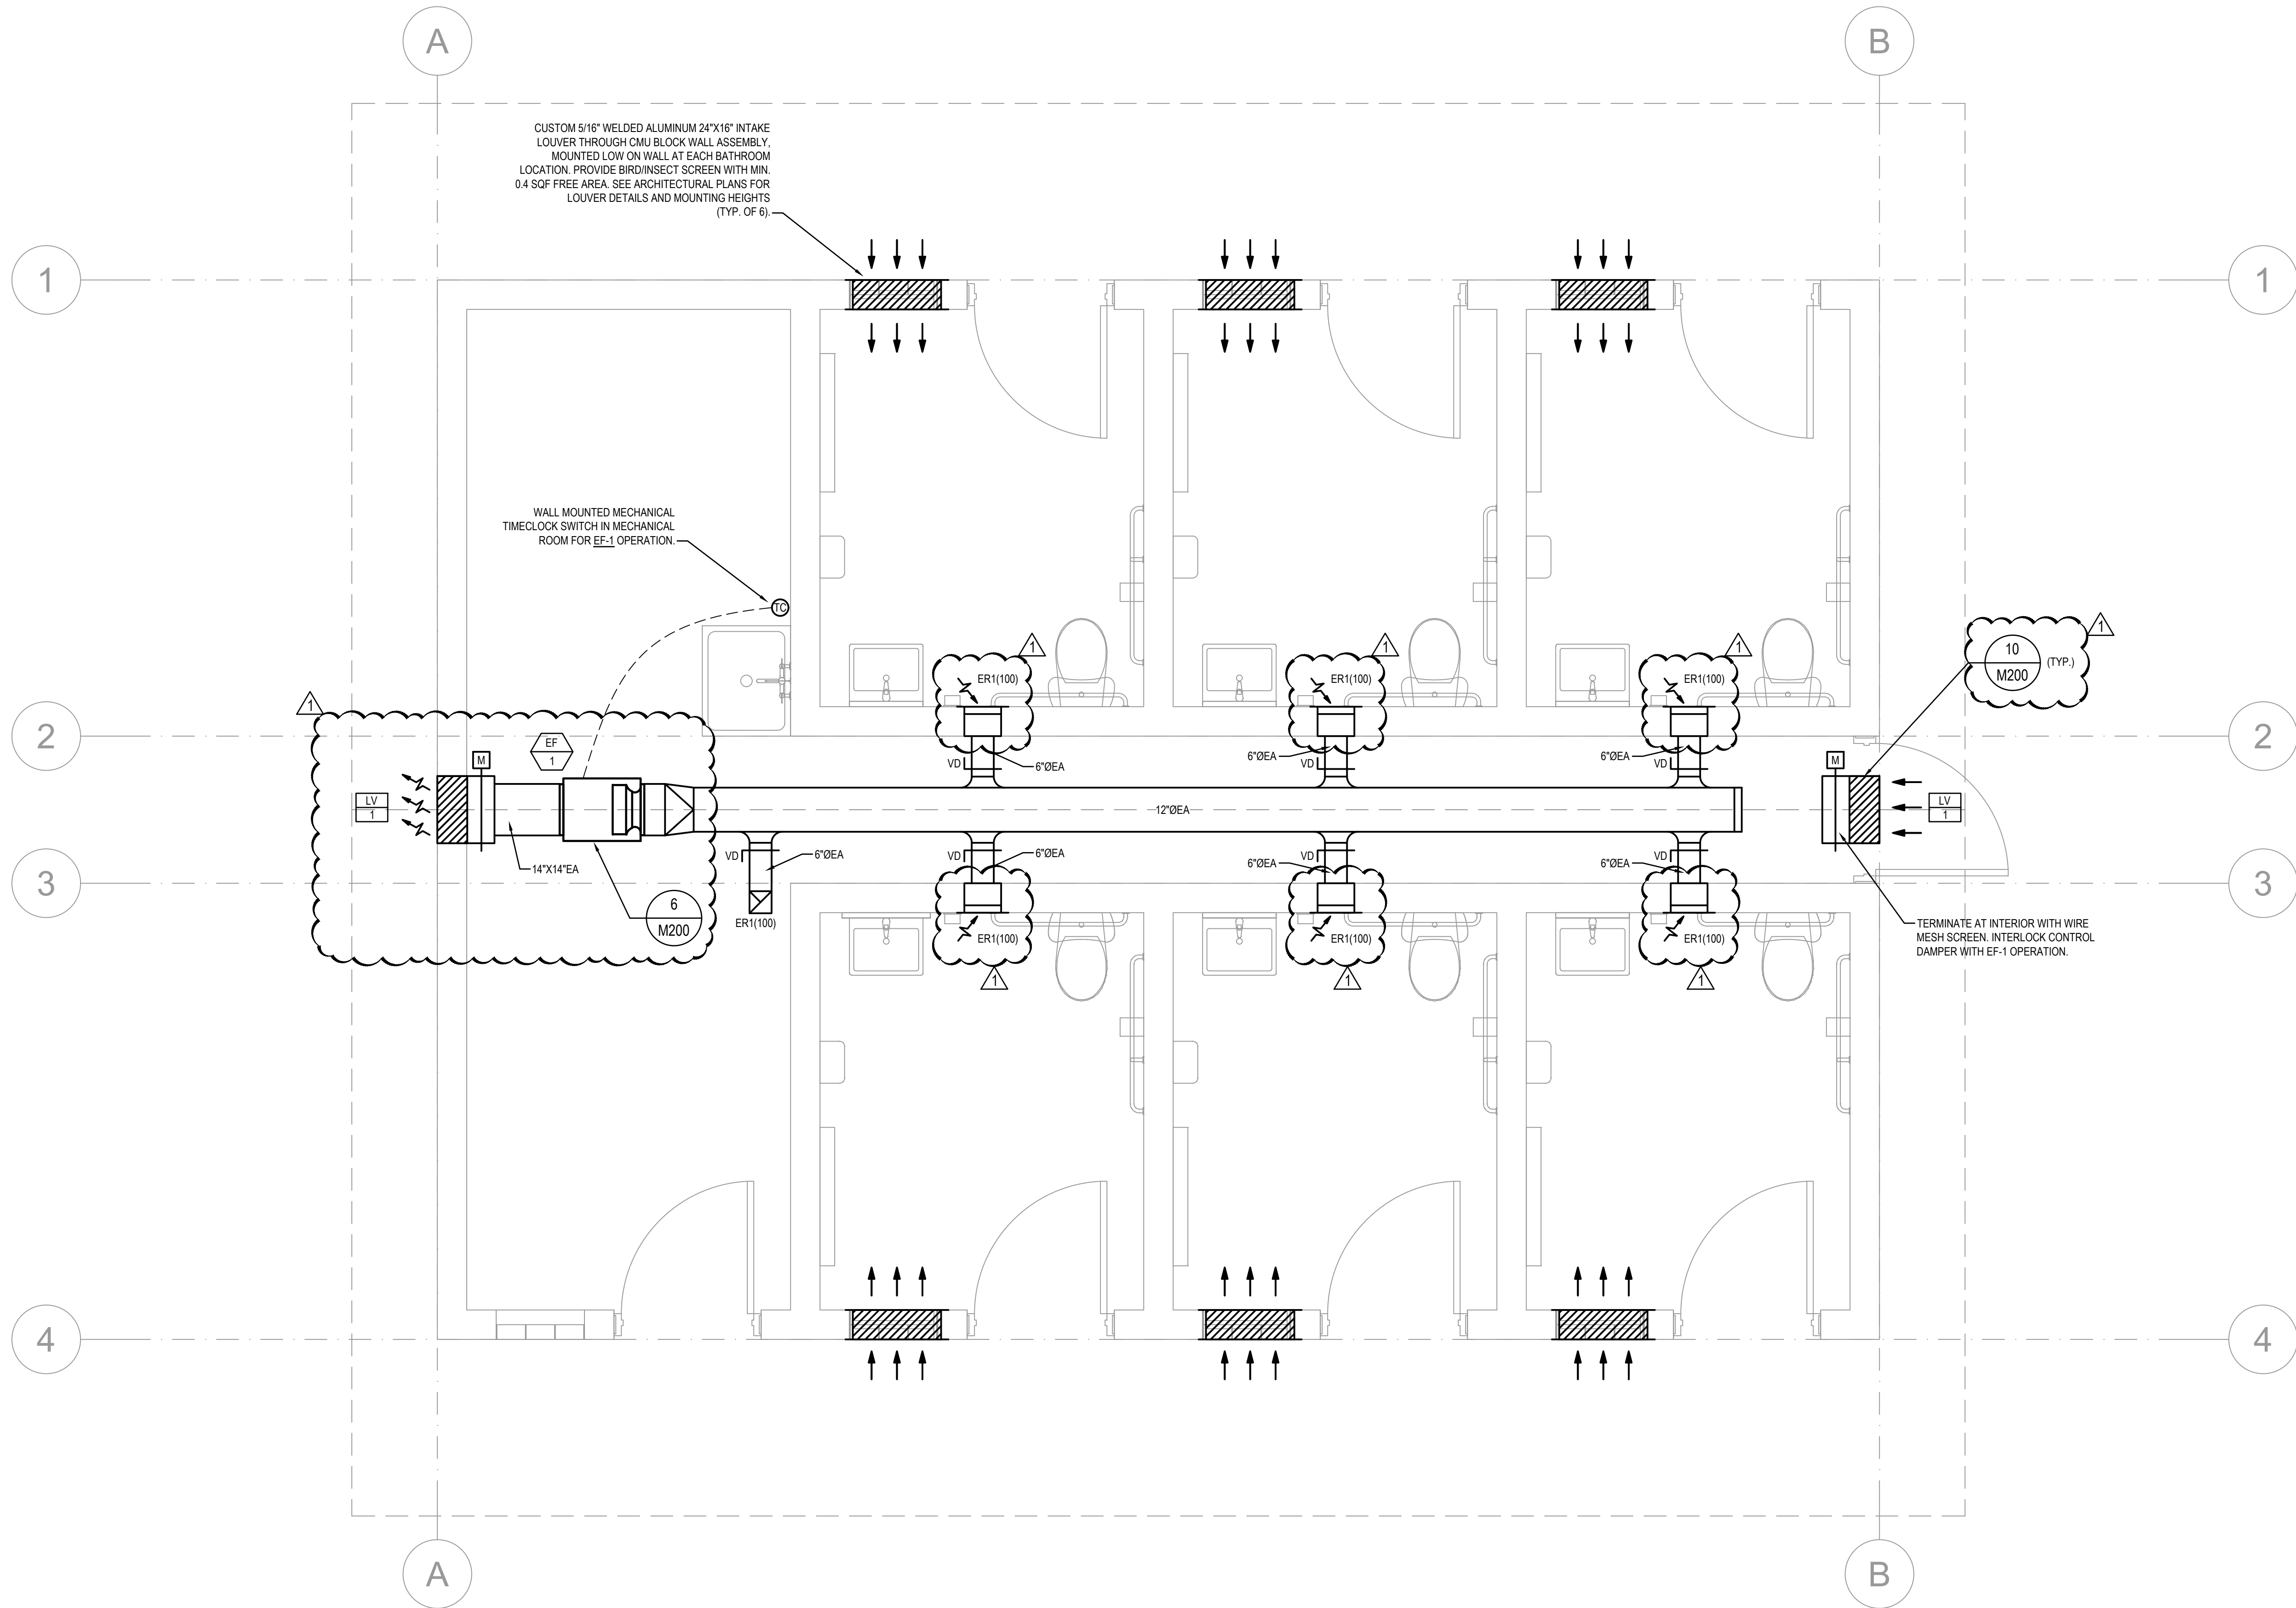 A
B
CUSTOM 5/16" WELDED ALUMINUM 24"X16" INTAKE
LOUVER THROUGH CMU BLOCK WALL ASSEMBLY,
MOUNTED LOW ON WALL AT EACH BATHROOM
LOCATION. PROVIDE BIRD/INSECT SCREEN WITH MIN.
0.4 SQF FREE AREA. SEE ARCHITECTURAL PLANS FOR
LOUVER DETAILS AND MOUNTING HEIGHTS
(TYP. OF 6).
1
1
WALL MOUNTED MECHANICAL
TIMECLOCK SWITCH IN MECHANICAL
ROOM FOR EF-1 OPERATION.
TC
1
1
1
1
10
M200
(TYP.)
ER1(100)
ER1(100)
ER1(100)
1
2
2
EF
1
M
M
VD
6"ØEA
6"ØEA
VD
6"ØEA
VD
LV
1
12"ØEA
LV
1
14"X14"EA
VD
6"ØEA
VD
6"ØEA
6"ØEA
VD
6"ØEA
VD
3
3
6
M200
ER1(100)
ER1(100)
ER1(100)
ER1(100)
TERMINATE AT INTERIOR WITH WIRE
MESH SCREEN. INTERLOCK CONTROL
DAMPER WITH EF-1 OPERATION.
1
1
1
4
4
A
B